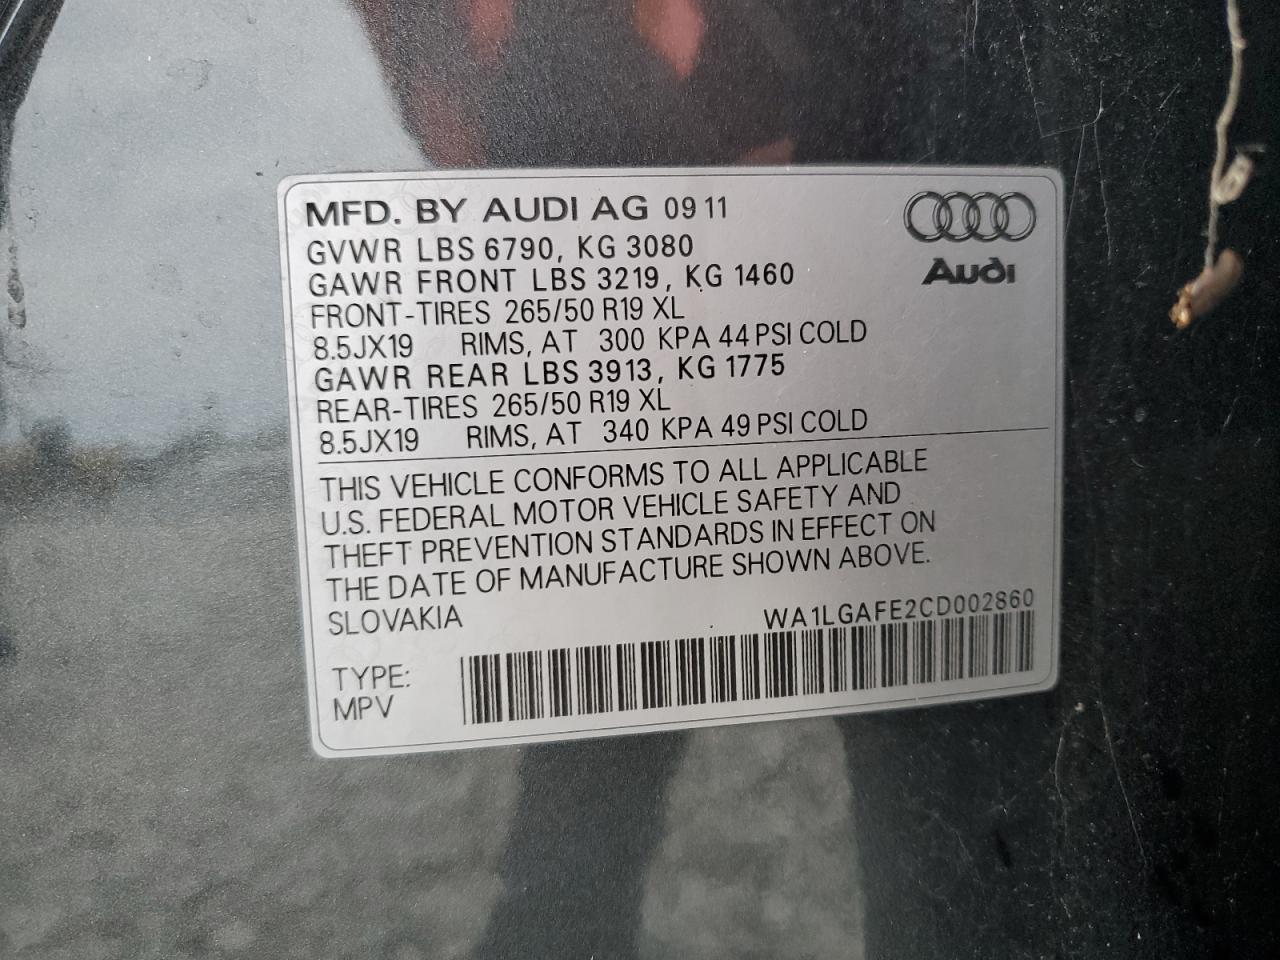 MFD. BY AUDI AG 09 11
Audi
GVWR LBS 6790, KG 3080
GAWR FRONT LBS 3219, KG 1460
FRONT-TIRES 265/50 R19 XL
8.5JX19 RIMS, AT 300 KPA 44 PSI COLD
GAWR REAR LBS 3913, KG 1775
REAR-TIRES 265/50 R19 XL
8.5JX19 RIMS, AT 340 KPA 49 PSI COLD
THIS VEHICLE CONFORMS TO ALL APPLICABLE
U.S. FEDERAL MOTOR VEHICLE SAFETY AND
THEFT PREVENTION STANDARDS IN EFFECT ON
THE DATE OF MANUFACTURE SHOWN ABOVE.
SLOVAKIA WA1LGAFE2CD002860
TYPE:
MPV